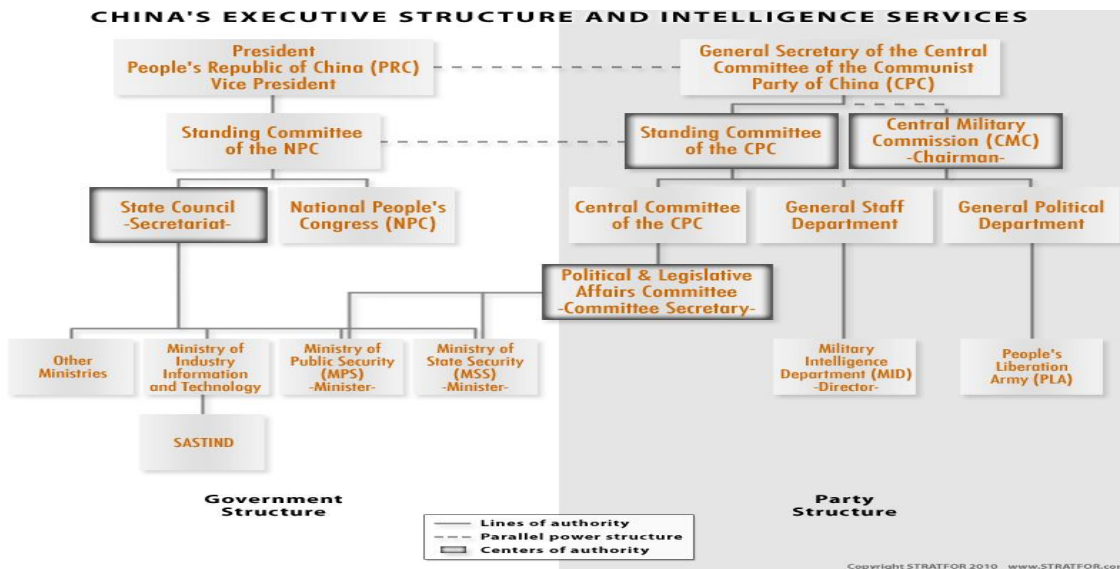 CHINA'S EXECUTIVE STRUCTURE AND INTELLIGENCE SERVICES
President
People's Republic of China (PRC)
Vice President
General Secretary of the Central
Committee of the Communist
Party of China (CPC)
Standing Committee
of the NPC
Standing Committee
of the CPC
Central Military
Commission (CMC)
-Chairman-
State Council
-Secretariat-
National People's
Congress (NPC)
Central Committee
of the CPC
General Staff
Department
General Political
Department
Political & Legislative
Affairs Committee
-Committee Secretary-
Other
Ministries
Ministry of
Industry
Information
and Technology
Ministry of
Public Security
(MPS)
-Minister-
Ministry of
State Security
(MSS)
-Minister-
Military
Intelligence
Department (MID)
-Director-
People's
Liberation
Army (PLA)
SASTIND
Government
Structure
Party
Structure
Lines of authority
Parallel power structure
Centers of authority
Copyright STRATFOR 2010 www.STRATFOR.com